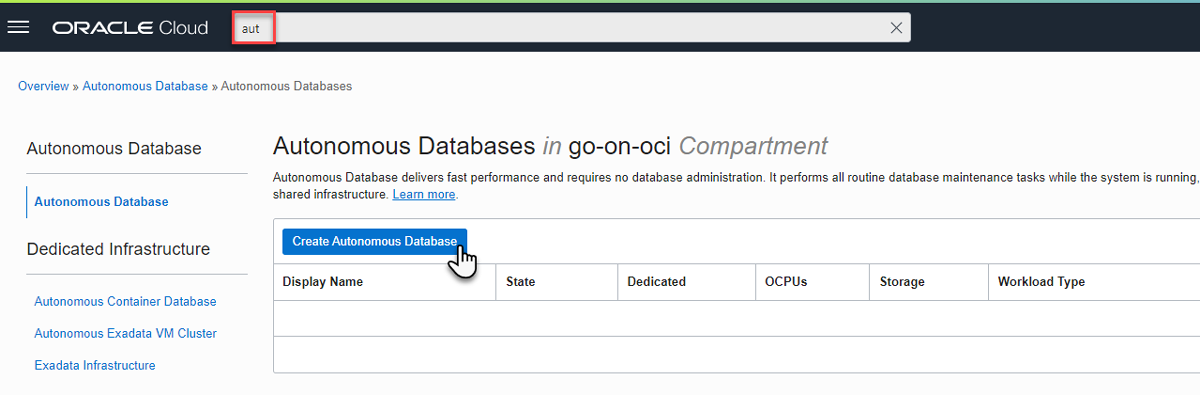 ORACLE Cloud
aut
Overview » Autonomous Database » Autonomous Databases
Autonomous Database
Autonomous Database
Dedicated Infrastructure
Autonomous Container Database
Autonomous Exadata VM Cluster
Exadata Infrastructure
Autonomous Databases in go-on-oci Compartment
Autonomous Database delivers fast performance and requires no database administration. It performs all routine database maintenance tasks while the system is running,
shared infrastructure. Learn more.
Create Autonomous Database
Display Name State Dedicated OCPUs Storage Workload Type